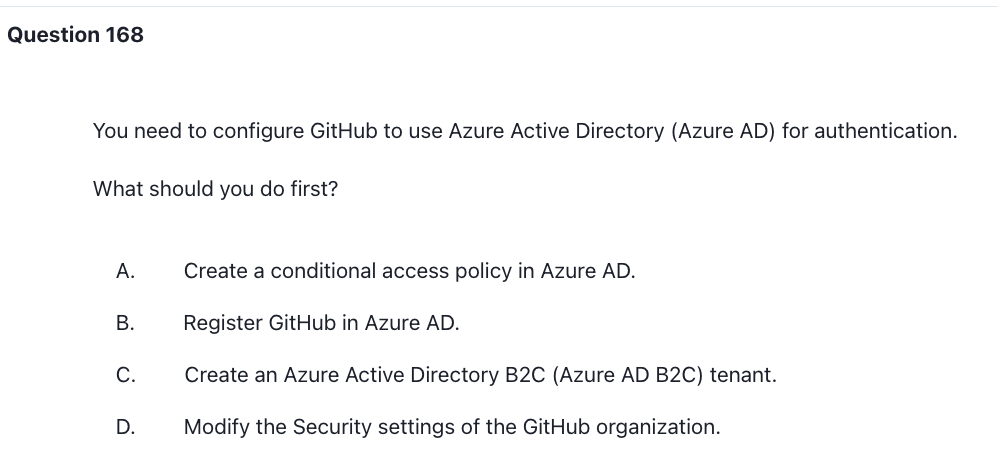 Question 168
You need to configure GitHub to use Azure Active Directory (Azure AD) for authentication.
What should you do first?
A. Create a conditional access policy in Azure AD.
B. Register GitHub in Azure AD.
C. Create an Azure Active Directory B2C (Azure AD B2C) tenant.
D. Modify the Security settings of the GitHub organization.